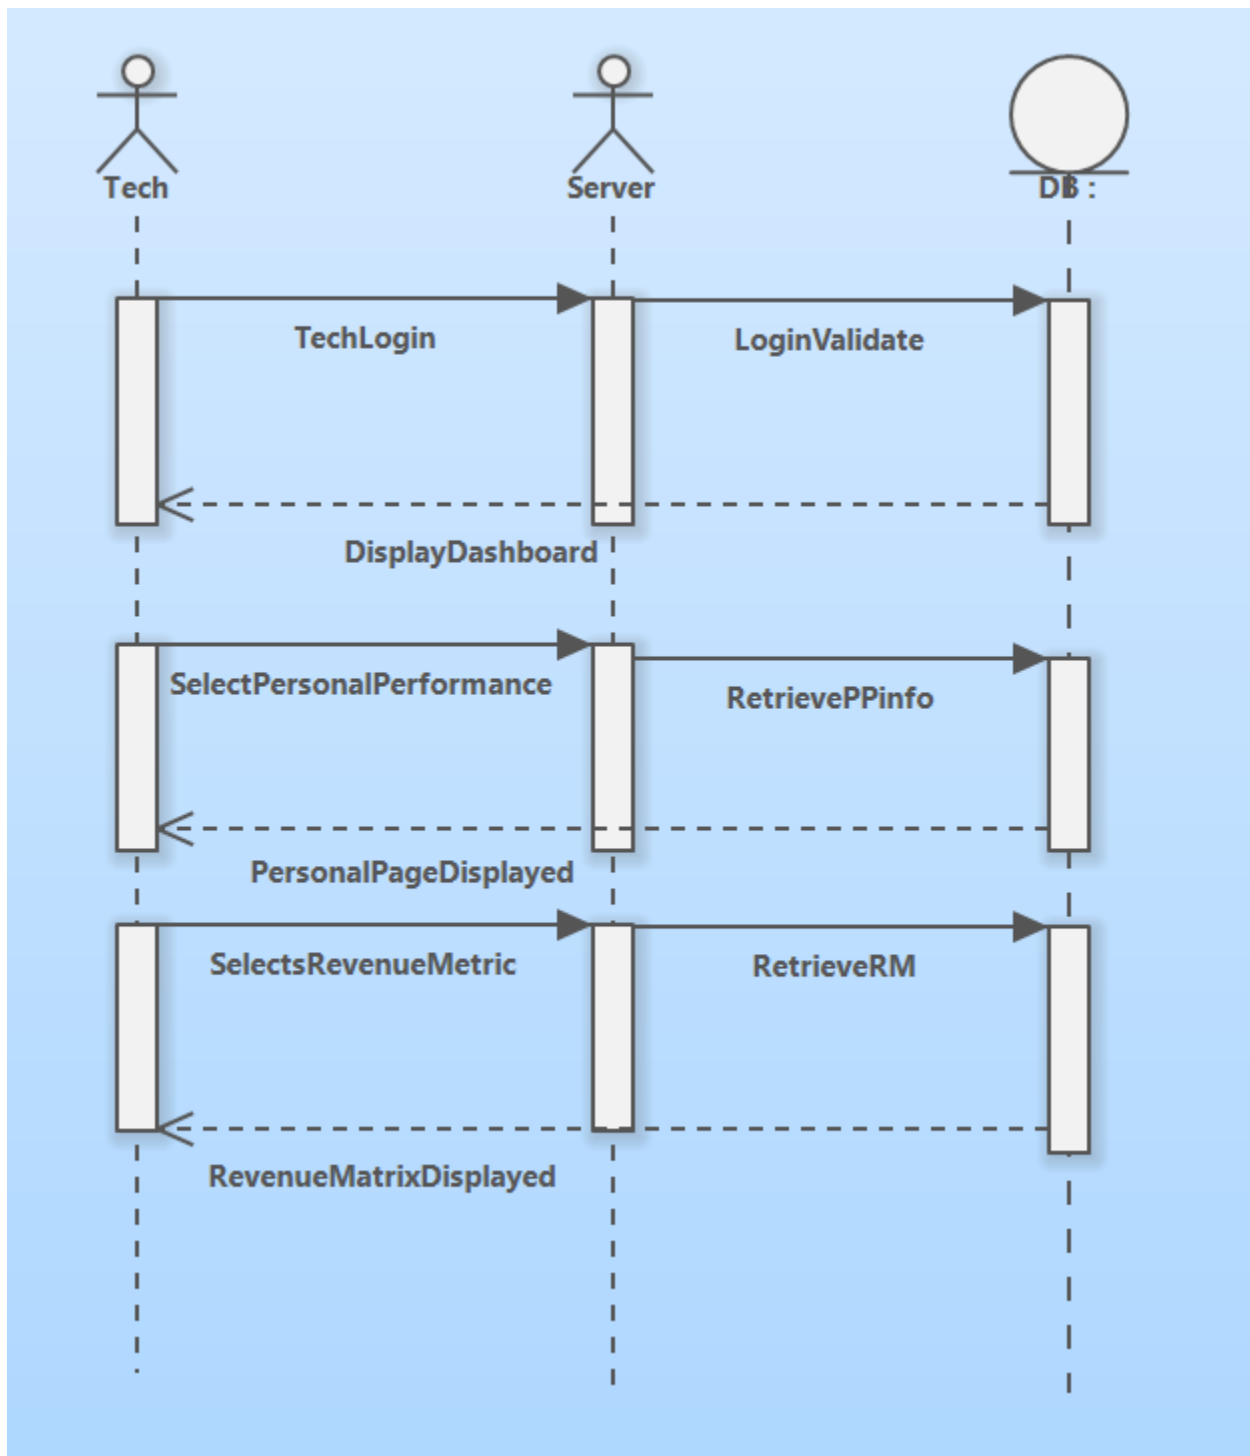 Tech
Server
DB :
TechLogin
LoginValidate
DisplayDashboard
SelectPersonalPerformance
RetrievePPinfo
PersonalPageDisplayed
SelectsRevenueMetric
RetrieveRM
RevenueMatrixDisplayed